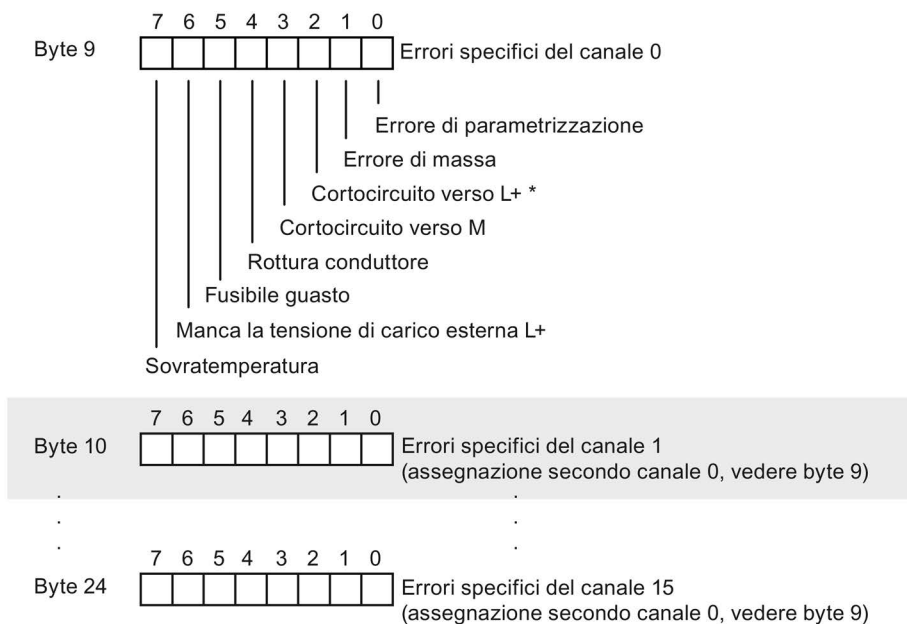 7 6 5 4 3 2 1 0
Byte 9 Errori specifici del canale 0
Errore di parametrizzazione
Errore di massa
Cortocircuito verso L+ *
Cortocircuito verso M
Rottura conduttore
Fusibile guasto
Manca la tensione di carico esterna L+
Sovratemperatura
7 6 5 4 3 2 1 0
Byte 10 Errori specifici del canale 1
(assegnazione secondo canale 0, vedere byte 9)
. .
. .
. .
7 6 5 4 3 2 1 0
Byte 24 Errori specifici del canale 15
(assegnazione secondo canale 0, vedere byte 9)